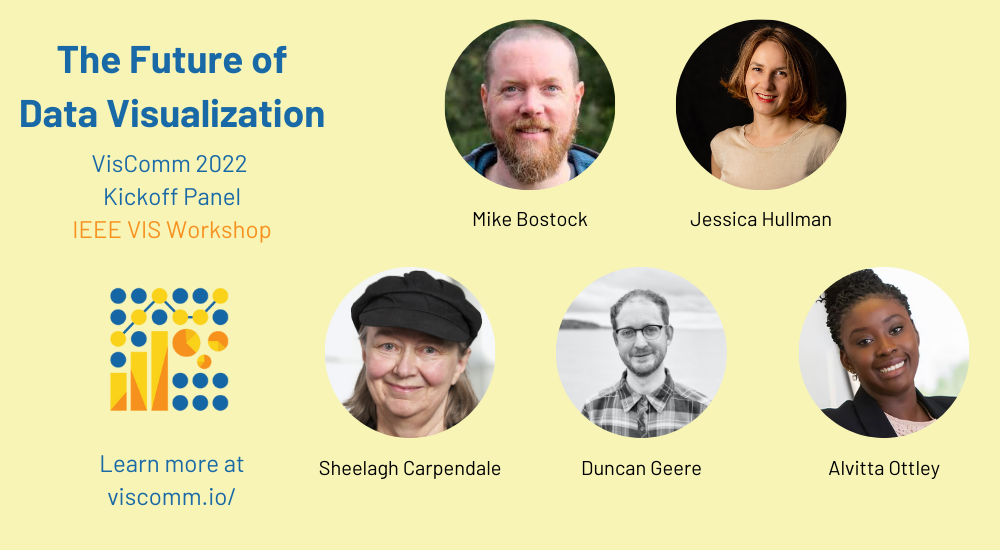 The Future of
Data Visualization
VisComm 2022
Kickoff Panel
IEEE VIS Workshop
Learn more at
viscomm.io/
Mike Bostock
Jessica Hullman
Sheelagh Carpendale
Duncan Geere
Alvitta Ottley